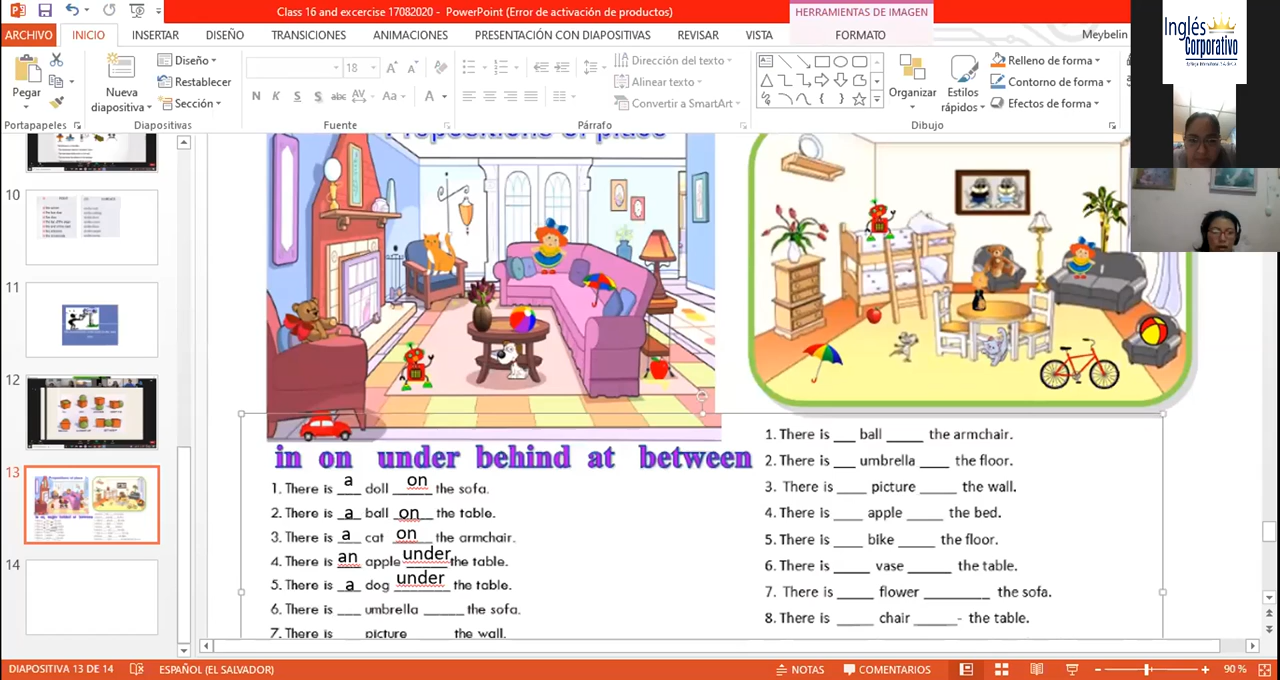 Class 16 and excercise 17082020 - PowerPoint (Error de activación de productos)
HERRAMIENTAS DE IMAGEN
ARCHIVO INICIO INSERTAR DISEÑO TRANSICIONES ANIMACIONES PRESENTACIÓN CON DIAPOSITIVAS REVISAR VISTA FORMATO Meybelin
Inglés
Corporativo
Pegar
Nueva
diapositiva
Diseño
Restablecer
Sección
18
N K S S abc AV Aa A
Dirección del texto
Alinear texto
Convertir a SmartArt
Organizar
Estilos
rápidos
Relleno de forma
Contorno de forma
Efectos de forma
Portapapeles Diapositivas Fuente Párrafo Dibujo
10
11
12
13
14
Prepositions of place
in on under behind at between
1. There is a doll on the sofa.
2. There is a ball on the table.
3. There is a cat on the armchair.
4. There is an apple under the table.
5. There is a dog under the table.
6. There is ___ umbrella _____ the sofa.
7. There is ___ picture _____ the wall.
1. There is ___ ball _____ the armchair.
2. There is ___ umbrella ____ the floor.
3. There is ____ picture _____ the wall.
4. There is ____ apple _____ the bed.
5. There is ____ bike _____ the floor.
6. There is _____ vase ______ the table.
7. There is _____ flower _________ the sofa.
8. There is _____ chair ______- the table.
DIAPOSITIVA 13 DE 14 ESPAÑOL (EL SALVADOR) NOTAS COMENTARIOS 90 %